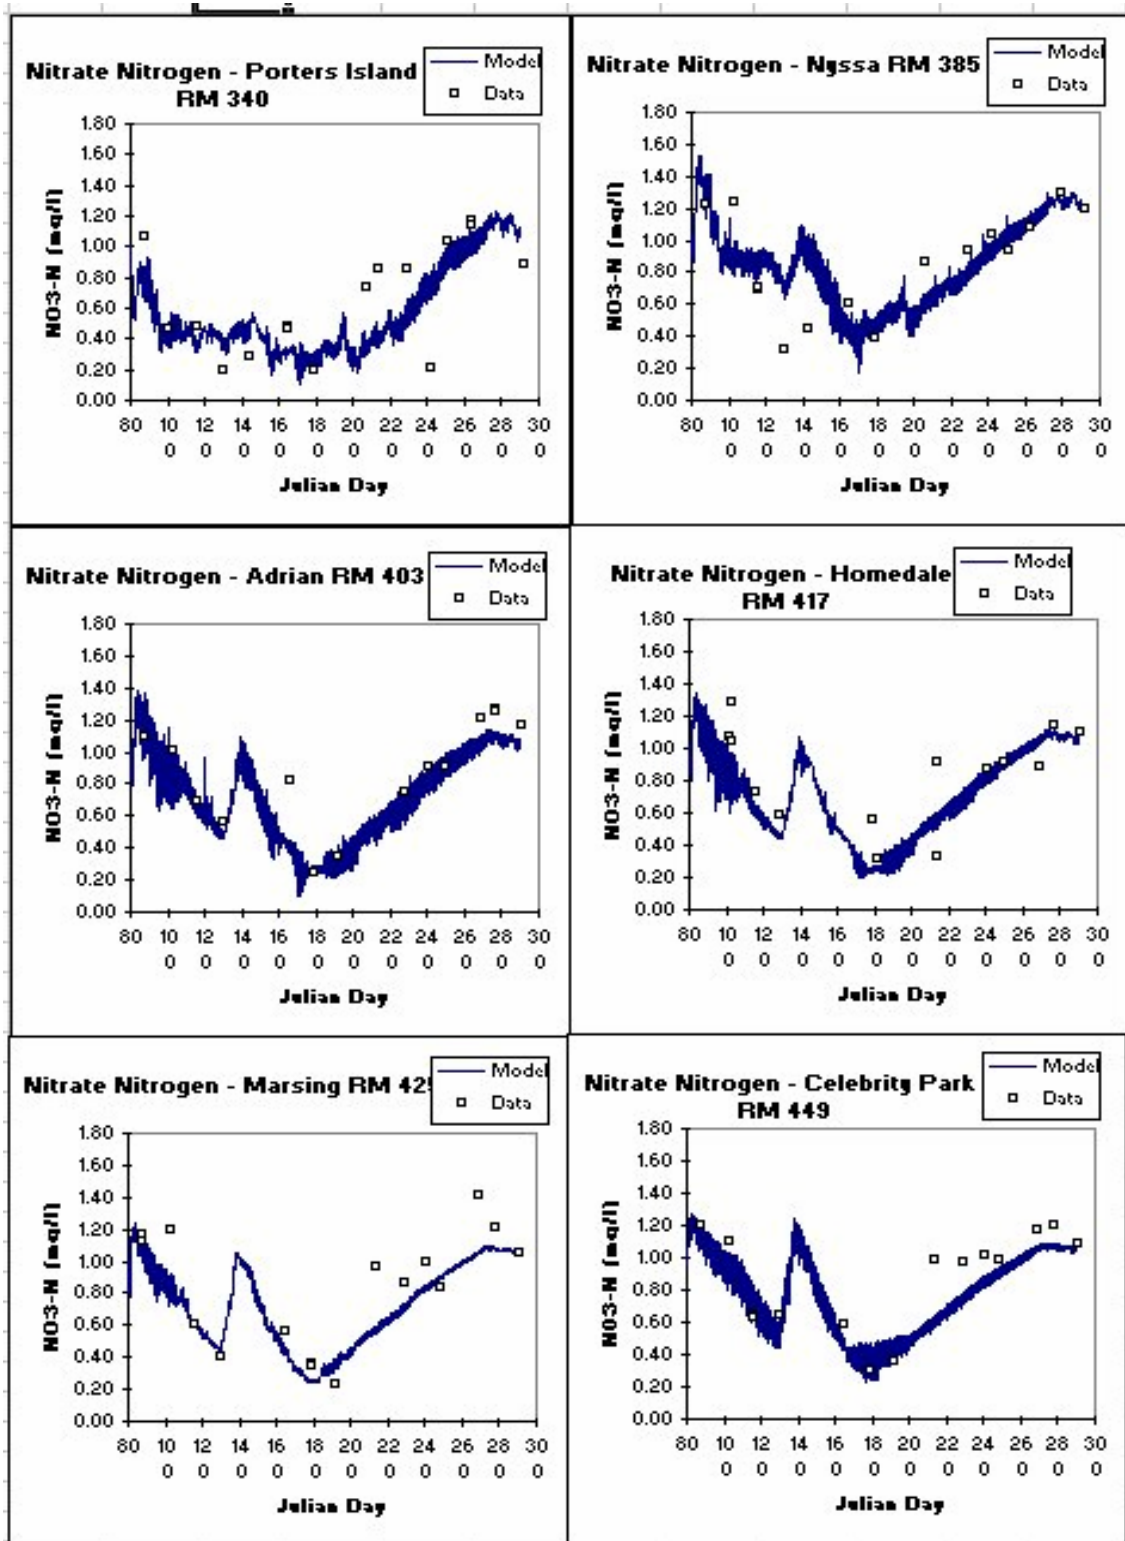 Nitrate Nitrogen - Porters Island
RM 340
Model
Data
NO3-N (mg/l)
1.80
1.60
1.40
1.20
1.00
0.80
0.60
0.40
0.20
0.00
80 10 12 14 16 18 20 22 24 26 28 30
0 0 0 0 0 0 0 0 0 0 0
Julian Day
Nitrate Nitrogen - Nyssa RM 385
Model
Data
NO3-N (mg/l)
1.80
1.60
1.40
1.20
1.00
0.80
0.60
0.40
0.20
0.00
80 10 12 14 16 18 20 22 24 26 28 30
0 0 0 0 0 0 0 0 0 0 0
Julian Day
Nitrate Nitrogen - Adrian RM 403
Model
Data
NO3-N (mg/l)
1.80
1.60
1.40
1.20
1.00
0.80
0.60
0.40
0.20
0.00
80 10 12 14 16 18 20 22 24 26 28 30
0 0 0 0 0 0 0 0 0 0 0
Julian Day
Nitrate Nitrogen - Homedale
RM 417
Model
Data
NO3-N (mg/l)
1.80
1.60
1.40
1.20
1.00
0.80
0.60
0.40
0.20
0.00
80 10 12 14 16 18 20 22 24 26 28 30
0 0 0 0 0 0 0 0 0 0 0
Julian Day
Nitrate Nitrogen - Marsing RM
Model
Data
NO3-N (mg/l)
1.80
1.60
1.40
1.20
1.00
0.80
0.60
0.40
0.20
0.00
80 10 12 14 16 18 20 22 24 26 28 30
0 0 0 0 0 0 0 0 0 0 0
Julian Day
Nitrate Nitrogen - Celebrity Park
RM 449
Model
Data
NO3-N (mg/l)
1.80
1.60
1.40
1.20
1.00
0.80
0.60
0.40
0.20
0.00
80 10 12 14 16 18 20 22 24 26 28 30
0 0 0 0 0 0 0 0 0 0 0
Julian Day